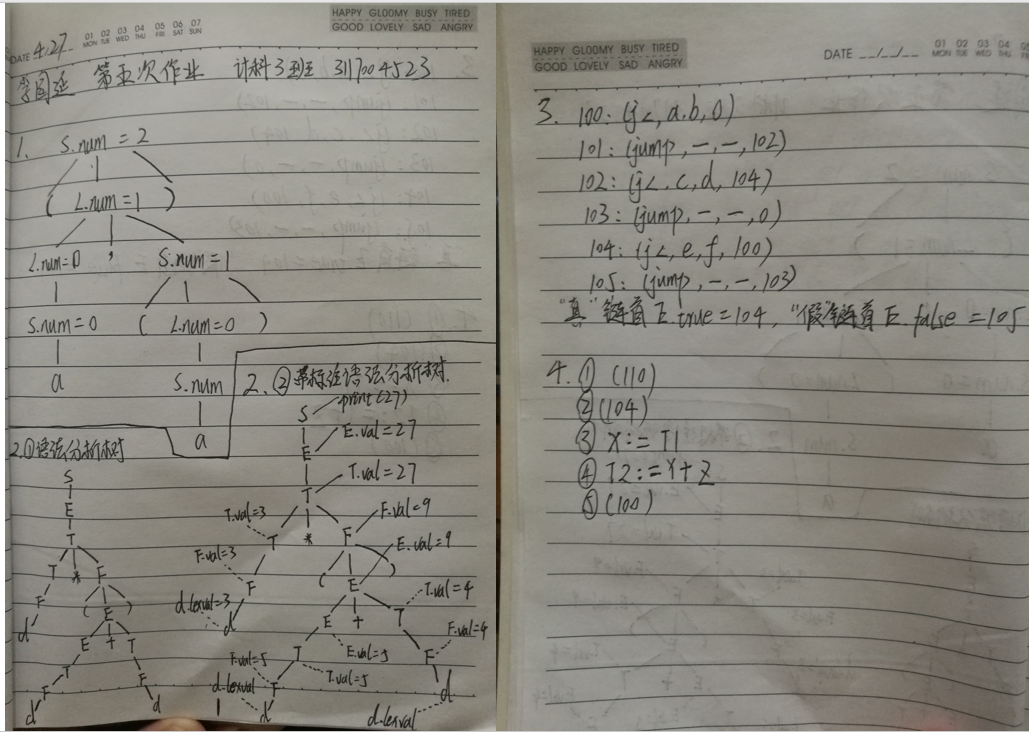 HAPPY GLOOMY BUSY TIRED
GOOD LOVELY SAD ANGRY
DATE 4.27
01 02 03 04 05 06 07
MON TUE WED THU FRI SAT SUN
第五次作业 计科3班 3117004523
1. S.num = 2
( L.num=1 )
L.num=0 , S.num=1
S.num=0 ( L.num=0 )
a S.num
a
2.①语法分析树
S
E
T
T * F
F ( E )
d E + T
T F
F d
d
2.②带标注语法分析树
S print(27)
E E.val=27
T T.val=27
T.val=3 T * F F.val=9
F.val=3 F ( E ) E.val=9
d.lexval=3 d E + T T.val=4
E.val=5 F F.val=4
T T.val=5 d
F.val=5 F d.lexval
d.lexval d
HAPPY GLOOMY BUSY TIRED
GOOD LOVELY SAD ANGRY
DATE __/__/__
01 02 03 04 05
MON TUE WED THU
3. 100: (j<, a.b, 0)
101: (jump, -, -, 102)
102: (j<, c, d, 104)
103: (jump, -, -, 0)
104: (j<, e, f, 100)
105: (jump, -, -, 103)
"真"链首E.true=104, "假"链首E.false=105
4. ① (110)
② (104)
③ X:=T1
④ T2:=Y+Z
⑤ (100)